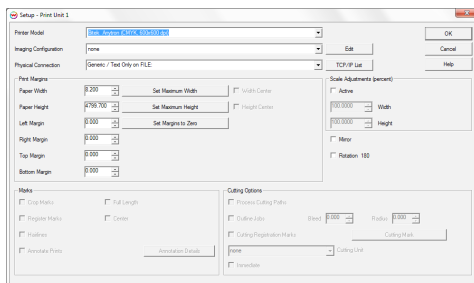 Setup - Print Unit 1
Printer Model
Anyjet (CMYK, 600x600 dpi)
OK
Imaging Configuration
none
Edit
Cancel
Physical Connection
Generic / Text Only on FILE:
TCP/IP List
Help
Print Margins
Scale Adjustments (percent)
Paper Width
8.200
Set Maximum Width
Width Center
Active
Paper Height
4799.700
Set Maximum Height
Height Center
100.0000
Width
Left Margin
0.000
Set Margins to Zero
100.0000
Height
Right Margin
0.000
Mirror
Top Margin
0.000
Rotation 180
Bottom Margin
0.000
Marks
Cutting Options
Crop Marks
Full Length
Process Cutting Paths
Register Marks
Center
Outline Jobs
Bleed
0.000
Radius
0.000
Hairlines
Cutting Registration Marks
Cutting Mark
Annotate Prints
Annotation Details
none
Cutting Unit
Immediate